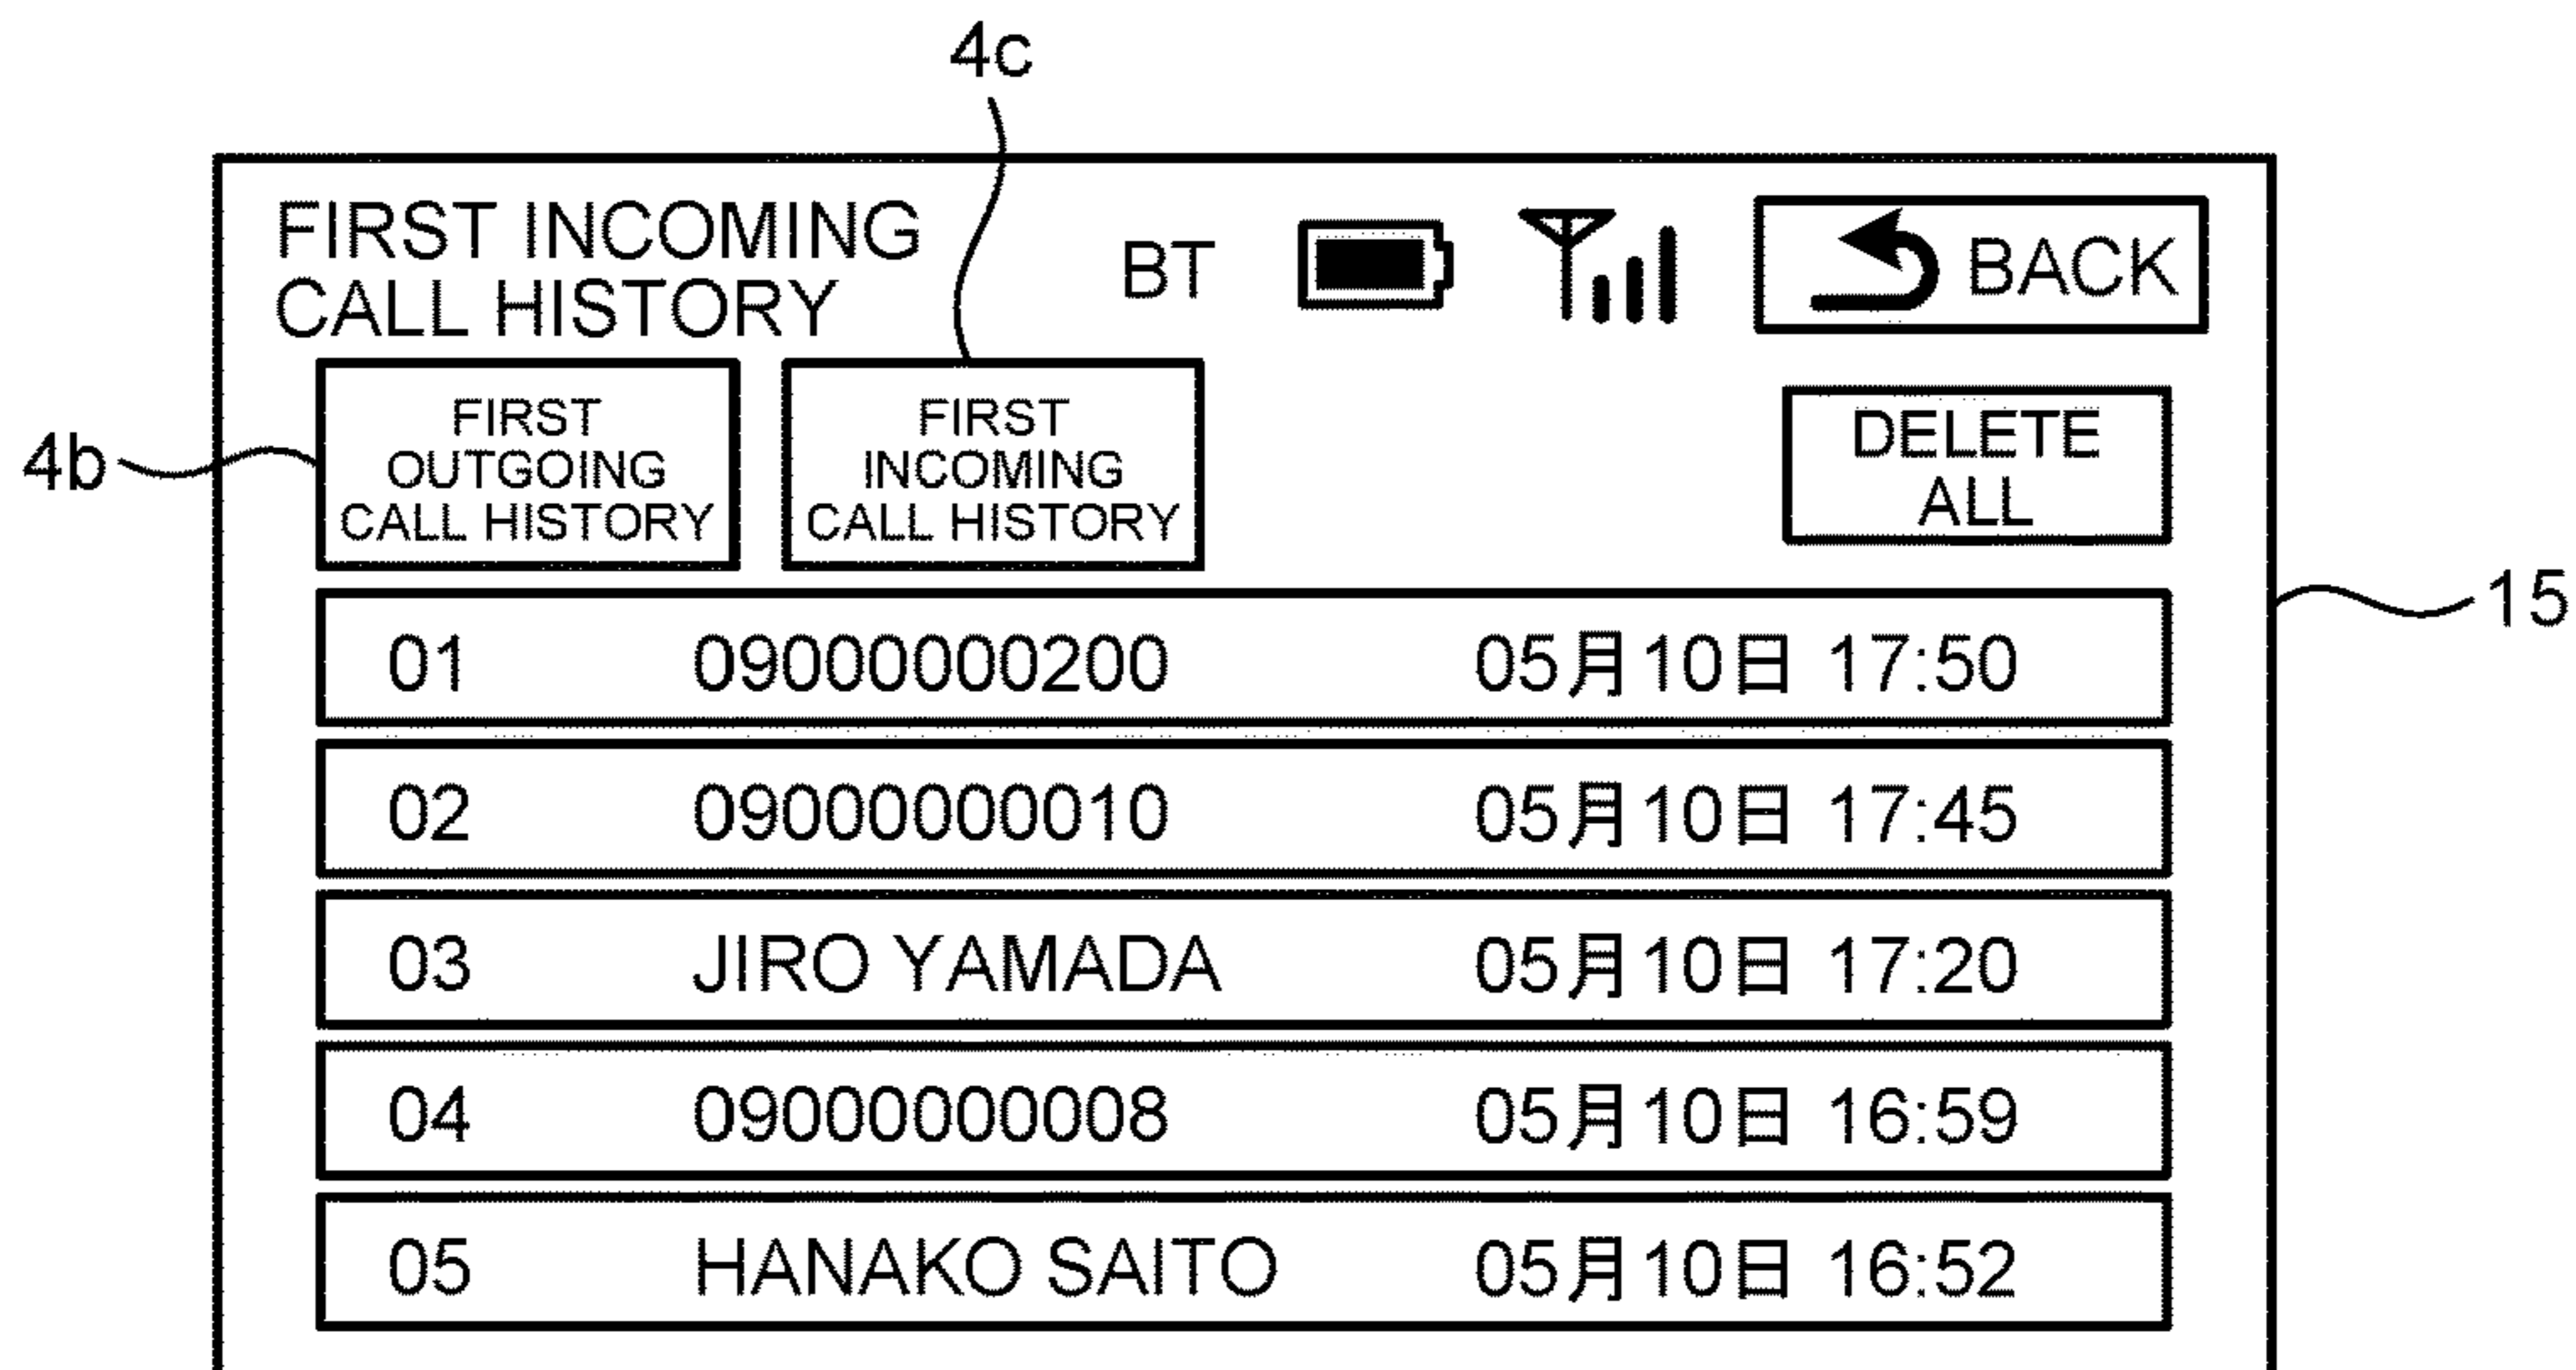 4c
FIRST INCOMING
CALL HISTORY
BT
BACK
4b
FIRST
OUTGOING
CALL HISTORY
FIRST
INCOMING
CALL HISTORY
DELETE
ALL
15
01 09000000200 05月10日 17:50
02 09000000010 05月10日 17:45
03 JIRO YAMADA 05月10日 17:20
04 09000000008 05月10日 16:59
05 HANAKO SAITO 05月10日 16:52